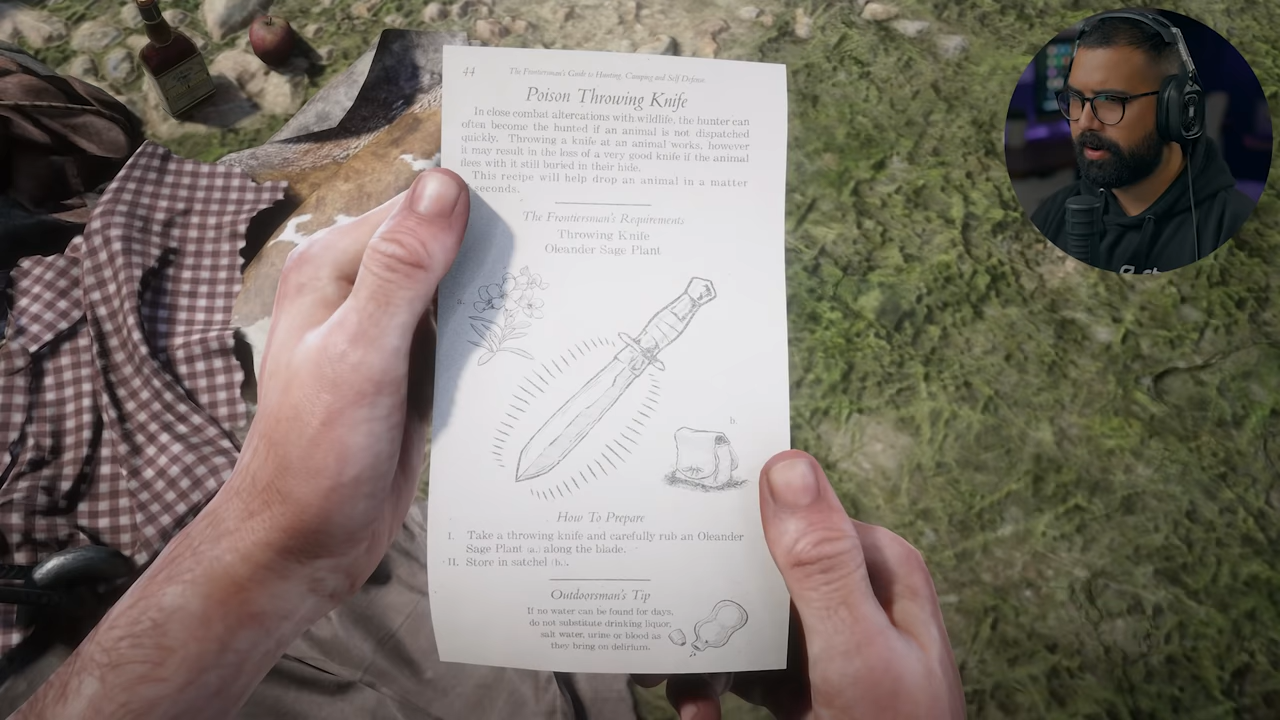 44
The Frontiersman's Guide to Hunting, Camping and Self Defense
Poison Throwing Knife
In close combat altercations with wildlife, the hunter can
often become the hunted if an animal is not dispatched
quickly. Throwing a knife at an animal works, however
it may result in the loss of a very good knife if the animal
flees with it still buried in their hide.
This recipe will help drop an animal in a matter
seconds.
The Frontiersman's Requirements
Throwing Knife
Oleander Sage Plant
a.
b.
How To Prepare
I. Take a throwing knife and carefully rub an Oleander
Sage Plant (a.) along the blade.
II. Store in satchel (b.).
Outdoorsman's Tip
If no water can be found for days,
do not substitute drinking liquor,
salt water, urine or blood as
they bring on delirium.